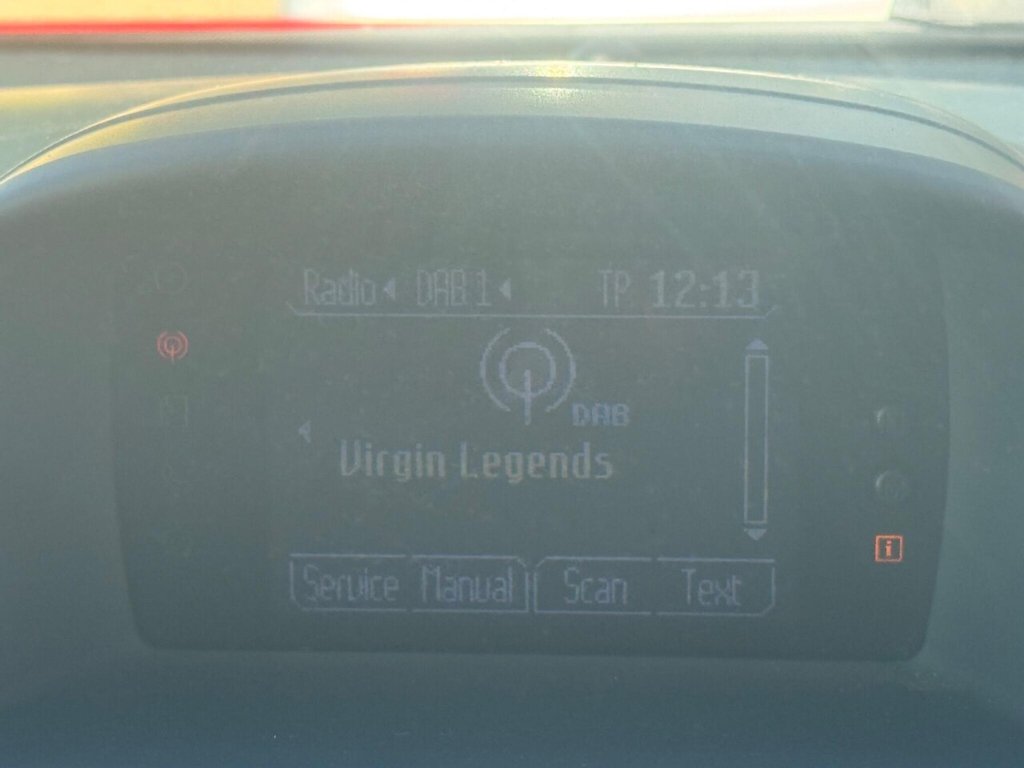 Radio DAB 1 TP 12:13
DAB
Virgin Legends
Service Manual Scan Text
i